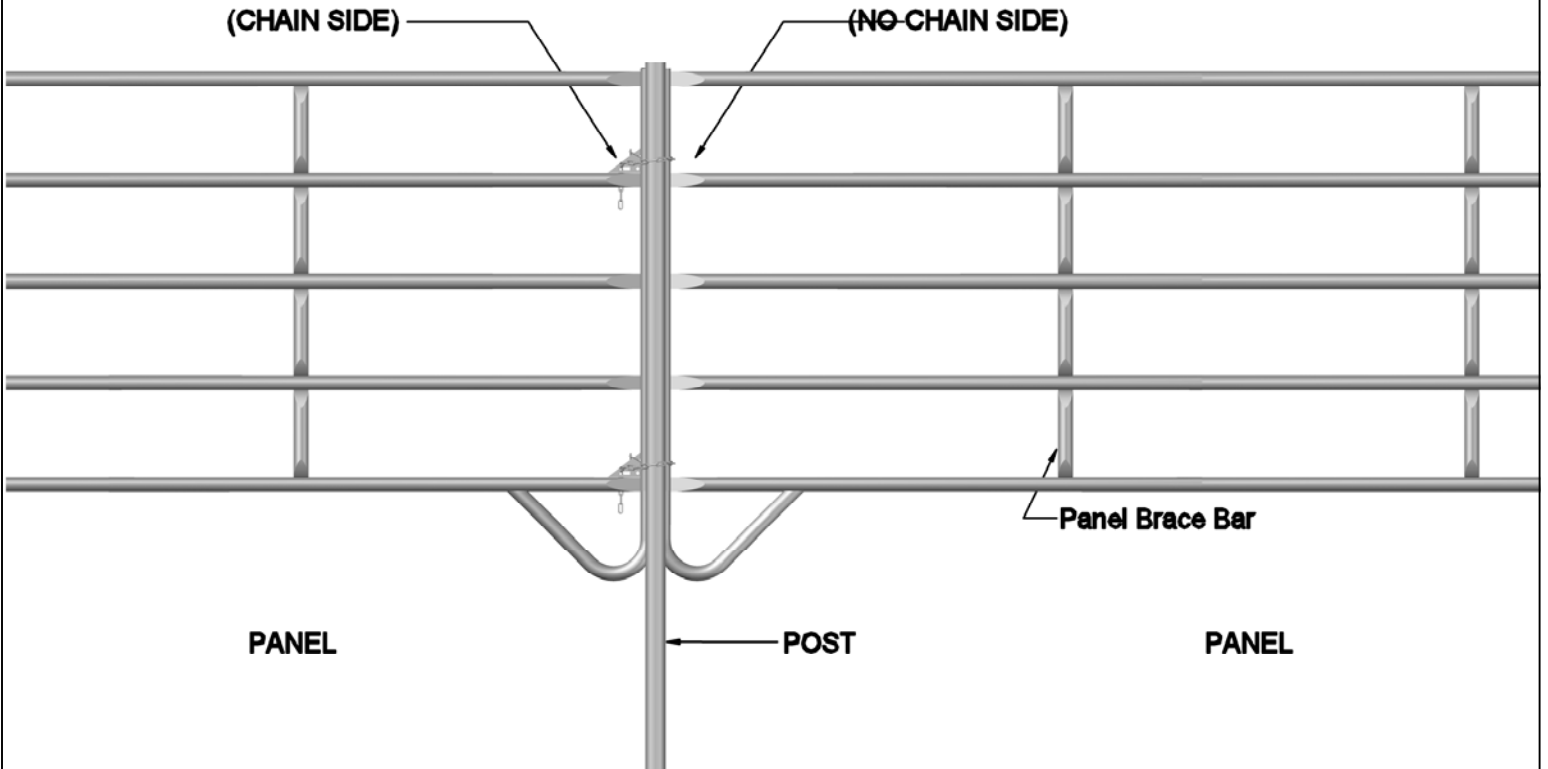 (CHAIN SIDE)
(NO CHAIN SIDE)
Panel Brace Bar
PANEL
POST
PANEL